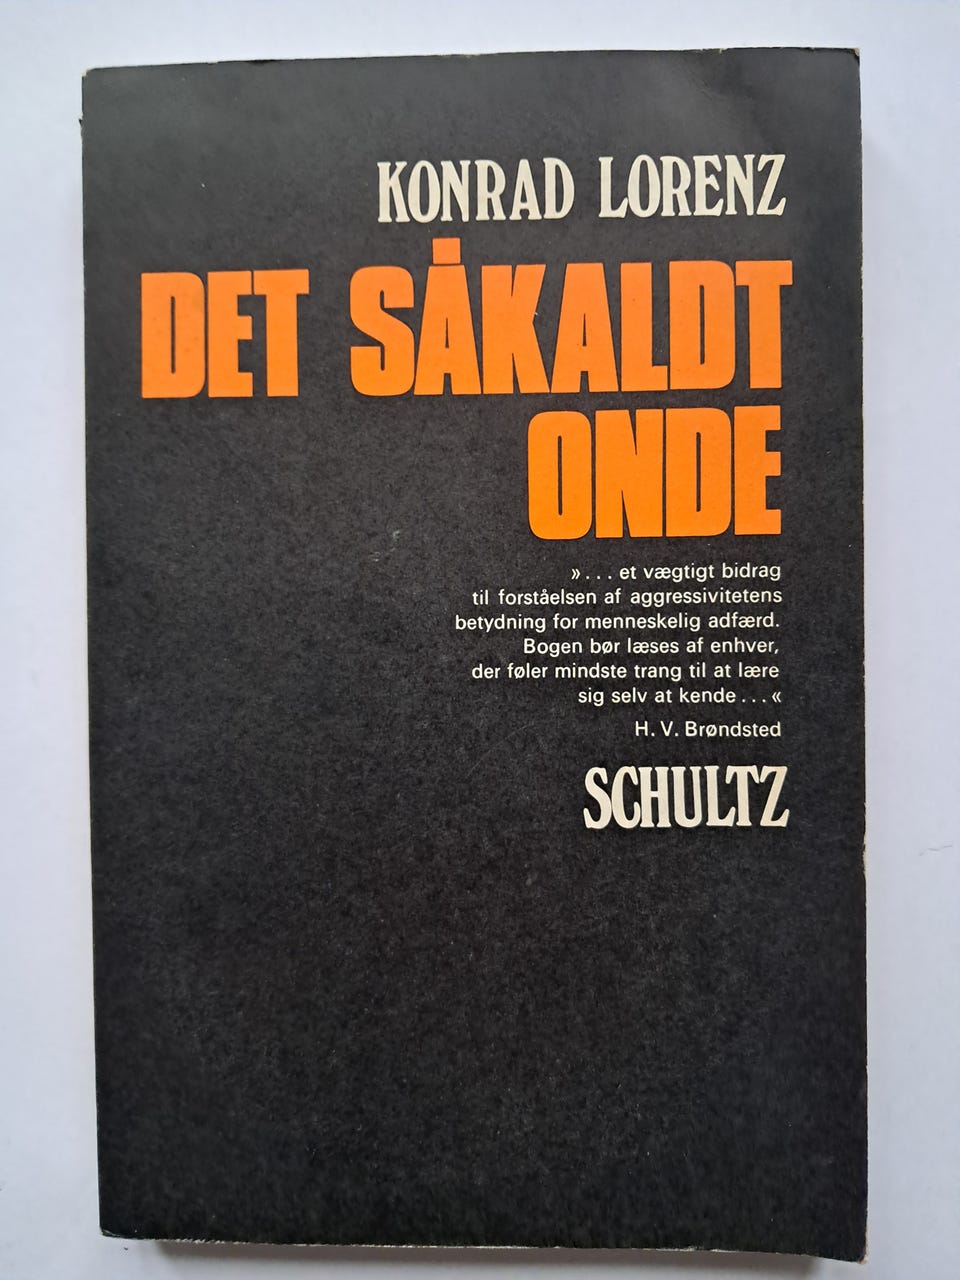 KONRAD LORENZ
DET SÅKALDT
ONDE
»... et vægtigt bidrag
til forståelsen af aggressivitetens
betydning for menneskelig adfærd.
Bogen bør læses af enhver,
der føler mindste trang til at lære
sig selv at kende...«
H. V. Brøndsted
SCHULTZ